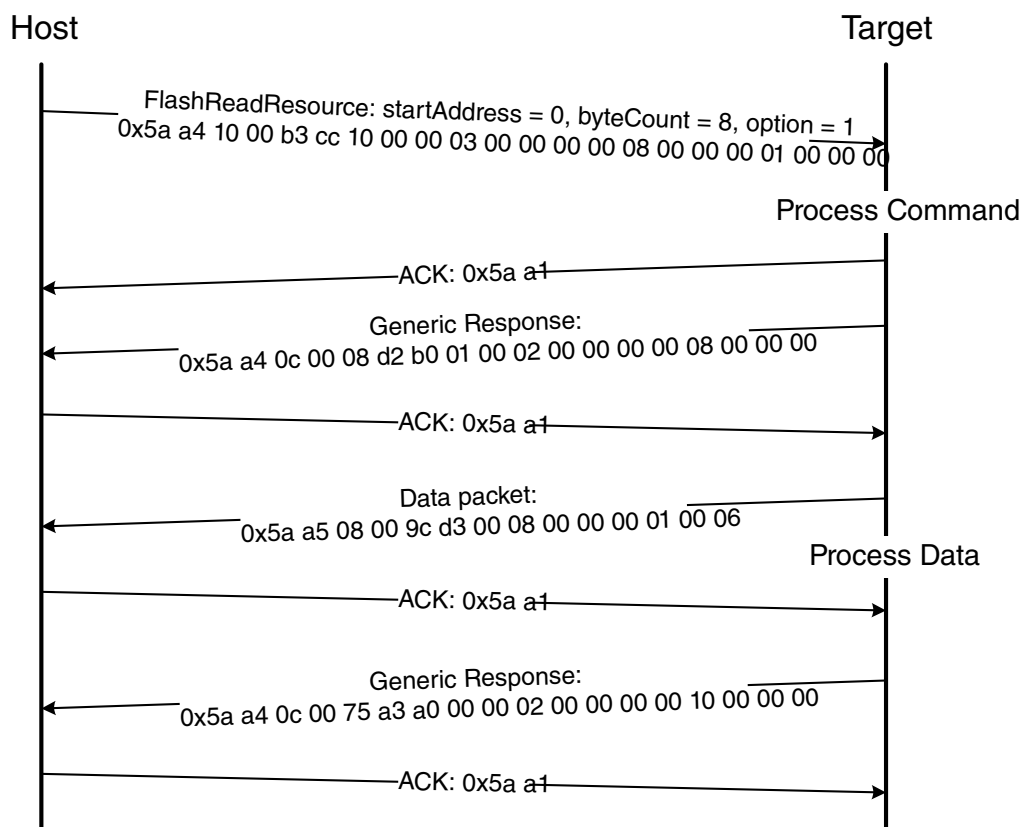 Host
Target
FlashReadResource: startAddress = 0, byteCount = 8, option = 1
0x5a a4 10 00 b3 cc 10 00 00 03 00 00 00 00 08 00 00 00 01 00 00 00
Process Command
ACK: 0x5a a1
Generic Response:
0x5a a4 0c 00 08 d2 b0 01 00 02 00 00 00 00 08 00 00 00
ACK: 0x5a a1
Data packet:
0x5a a5 08 00 9c d3 00 08 00 00 00 01 00 06
Process Data
ACK: 0x5a a1
Generic Response:
0x5a a4 0c 00 75 a3 a0 00 00 02 00 00 00 00 10 00 00 00
ACK: 0x5a a1